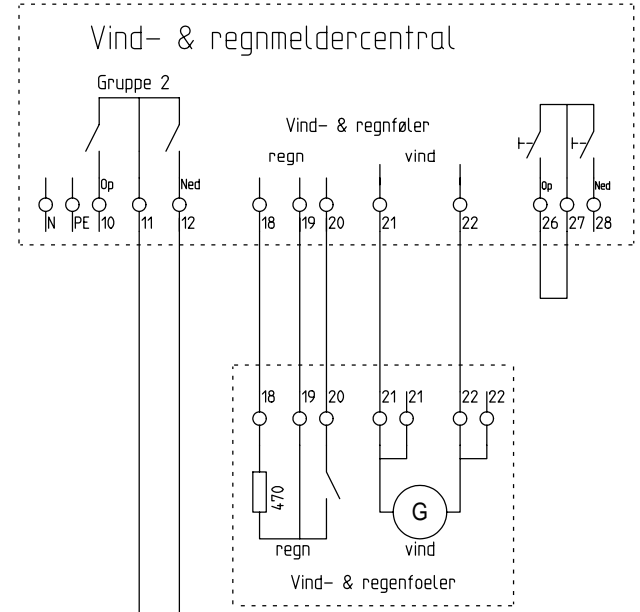 Vind- & regnmeldercentral
Gruppe 2
Vind- & regnføler
regn vind
Op Ned Op Ned
N PE 10 11 12 18 19 20 21 22 26 27 28
18 19 20 21 21 22 22
470
G
regn vind
Vind- & regenfoeler